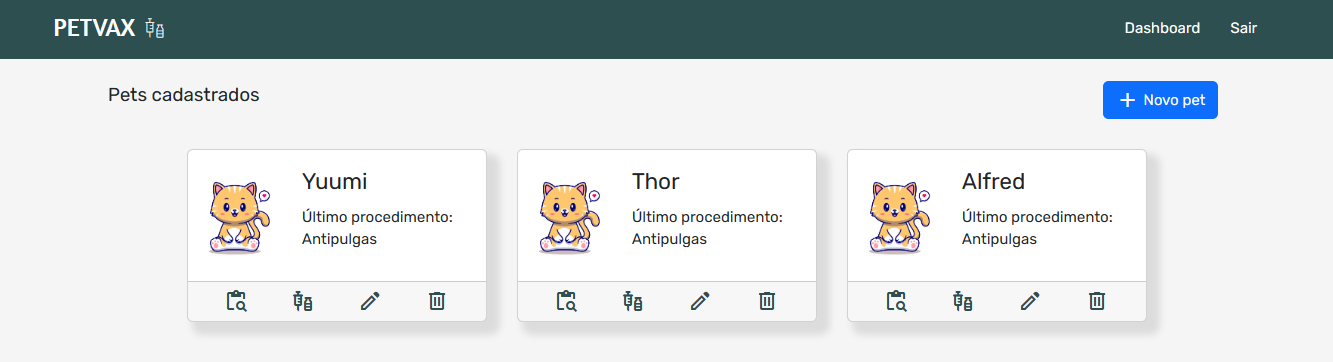 PETVAX
Dashboard
Sair
Pets cadastrados
Novo pet
Yuumi
Último procedimento:
Antipulgas
Thor
Último procedimento:
Antipulgas
Alfred
Último procedimento:
Antipulgas